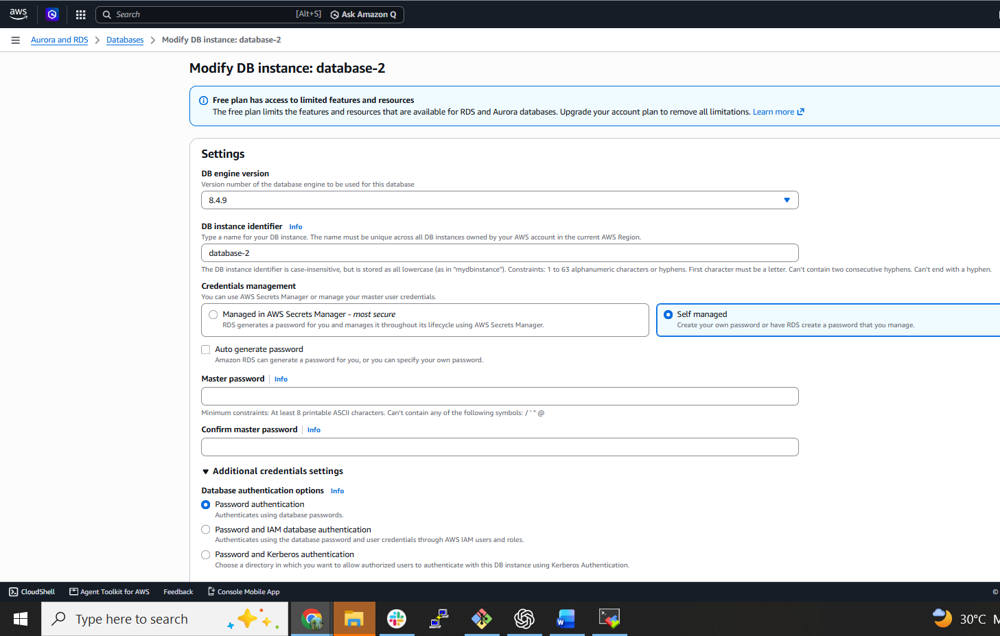 aws
Search
[Alt+S]
Ask Amazon Q
Aurora and RDS
Databases
Modify DB instance: database-2
Modify DB instance: database-2
Free plan has access to limited features and resources
The free plan limits the features and resources that are available for RDS and Aurora databases. Upgrade your account plan to remove all limitations. Learn more
Settings
DB engine version
Version number of the database engine to be used for this database
8.4.9
DB instance identifier Info
Type a name for your DB instance. The name must be unique across all DB instances owned by your AWS account in the current AWS Region.
database-2
The DB instance identifier is case-insensitive, but is stored as all lowercase (as in "mydbinstance"). Constraints: 1 to 63 alphanumeric characters or hyphens. First character must be a letter. Can't contain two consecutive hyphens. Can't end with a hyphen.
Credentials management
You can use AWS Secrets Manager or manage your master user credentials.
Managed in AWS Secrets Manager - most secure
RDS generates a password for you and manages it throughout its lifecycle using AWS Secrets Manager.
Self managed
Create your own password or have RDS create a password that you manage.
Auto generate password
Amazon RDS can generate a password for you, or you can specify your own password.
Master password Info
Minimum constraints: At least 8 printable ASCII characters. Can't contain any of the following symbols: / ' " @
Confirm master password Info
Additional credentials settings
Database authentication options Info
Password authentication
Authenticates using database passwords.
Password and IAM database authentication
Authenticates using the database password and user credentials through AWS IAM users and roles.
Password and Kerberos authentication
Choose a directory in which you want to allow authorized users to authenticate with this DB instance using Kerberos Authentication.
CloudShell
Agent Toolkit for AWS
Feedback
Console Mobile App
©
Type here to search
30°C